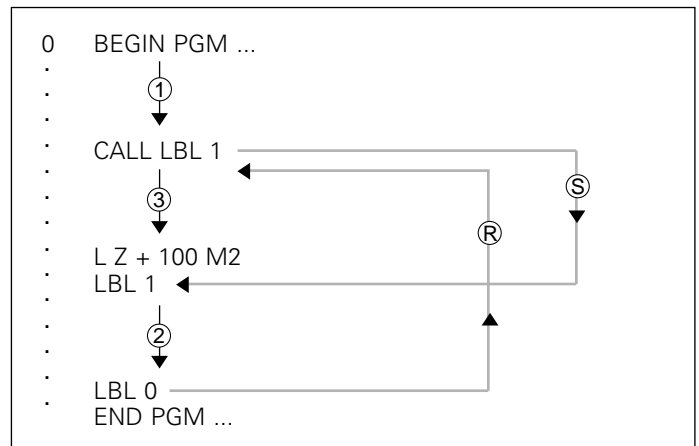 0 BEGIN PGM ...
1
CALL LBL 1
S
3
R
L Z + 100 M2
LBL 1
2
LBL 0
END PGM ...